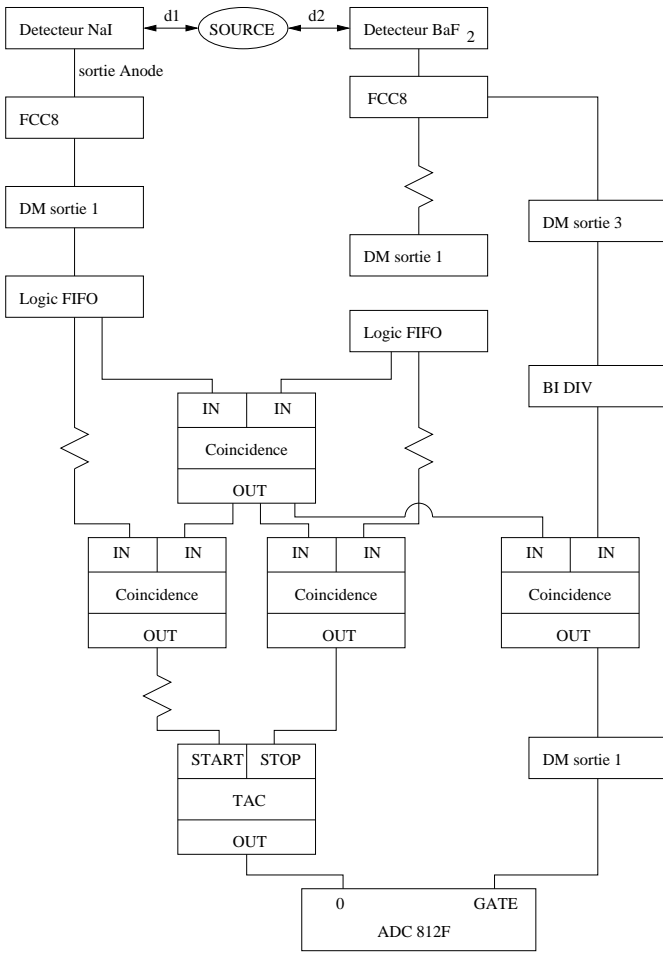 Detecteur NaI
d1
SOURCE
d2
Detecteur BaF 2
sortie Anode
FCC8
FCC8
DM sortie 1
DM sortie 3
DM sortie 1
Logic FIFO
Logic FIFO
BI DIV
IN IN
Coincidence
OUT
IN IN
Coincidence
OUT
IN IN
Coincidence
OUT
IN IN
Coincidence
OUT
START STOP
TAC
OUT
DM sortie 1
0 GATE
ADC 812F